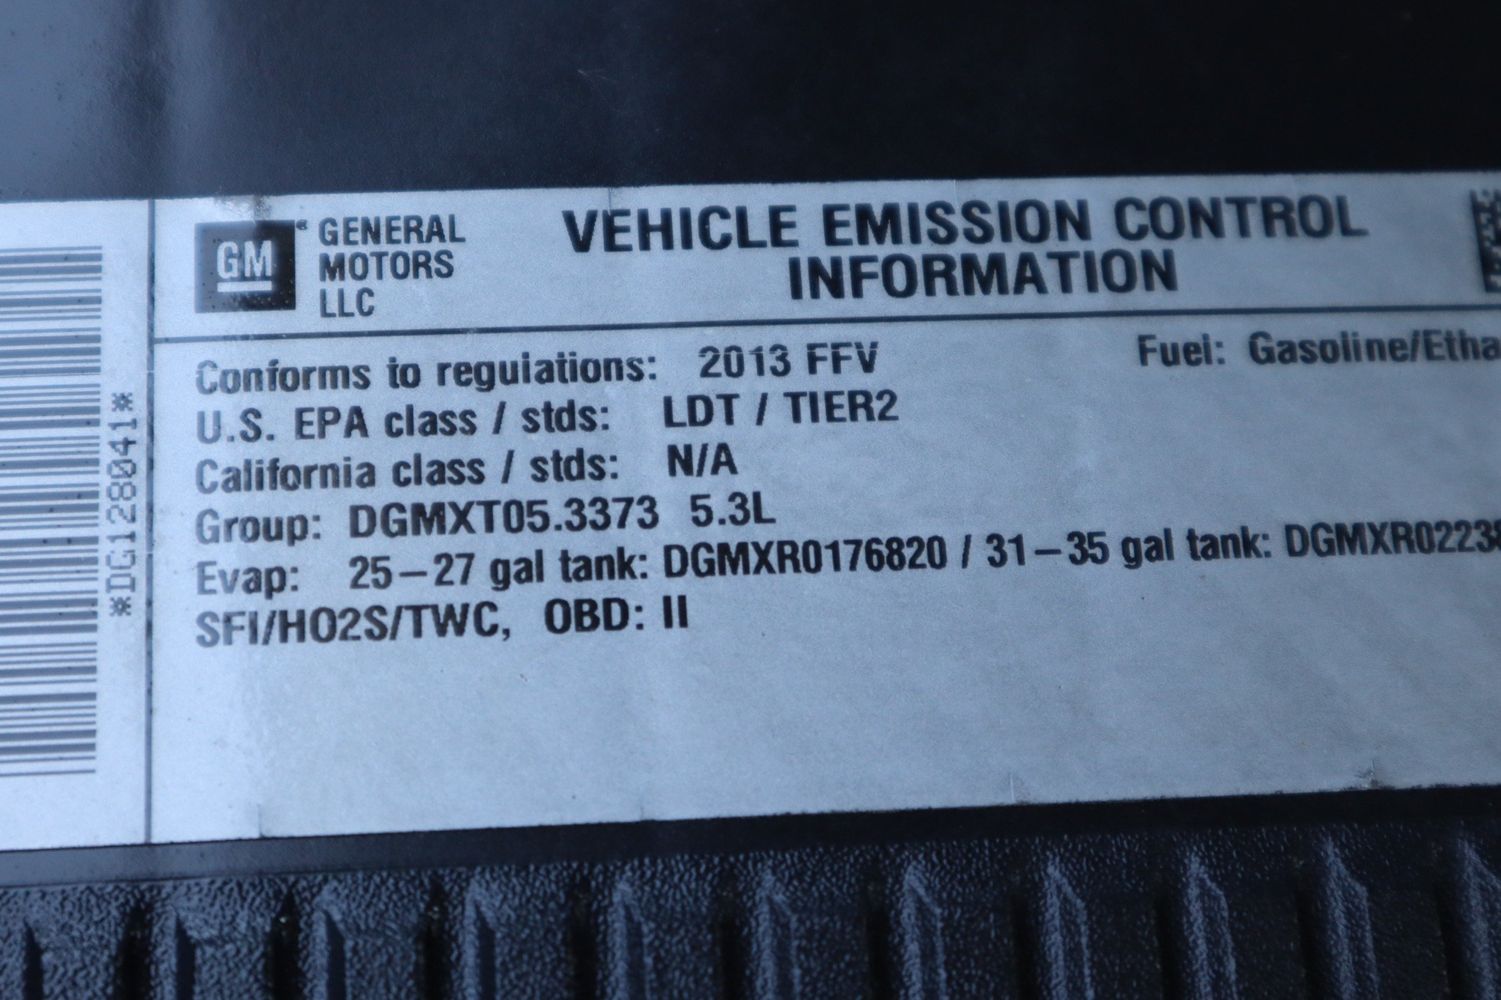 *DG128041*
GM
GENERAL
MOTORS
LLC
VEHICLE EMISSION CONTROL
INFORMATION
Conforms to regulations: 2013 FFV
Fuel: Gasoline/Etha
U.S. EPA class / stds: LDT / TIER2
California class / stds: N/A
Group: DGMXT05.3373 5.3L
Evap: 25-27 gal tank: DGMXR0176820 / 31-35 gal tank: DGMXR0223
SFI/HO2S/TWC, OBD: II